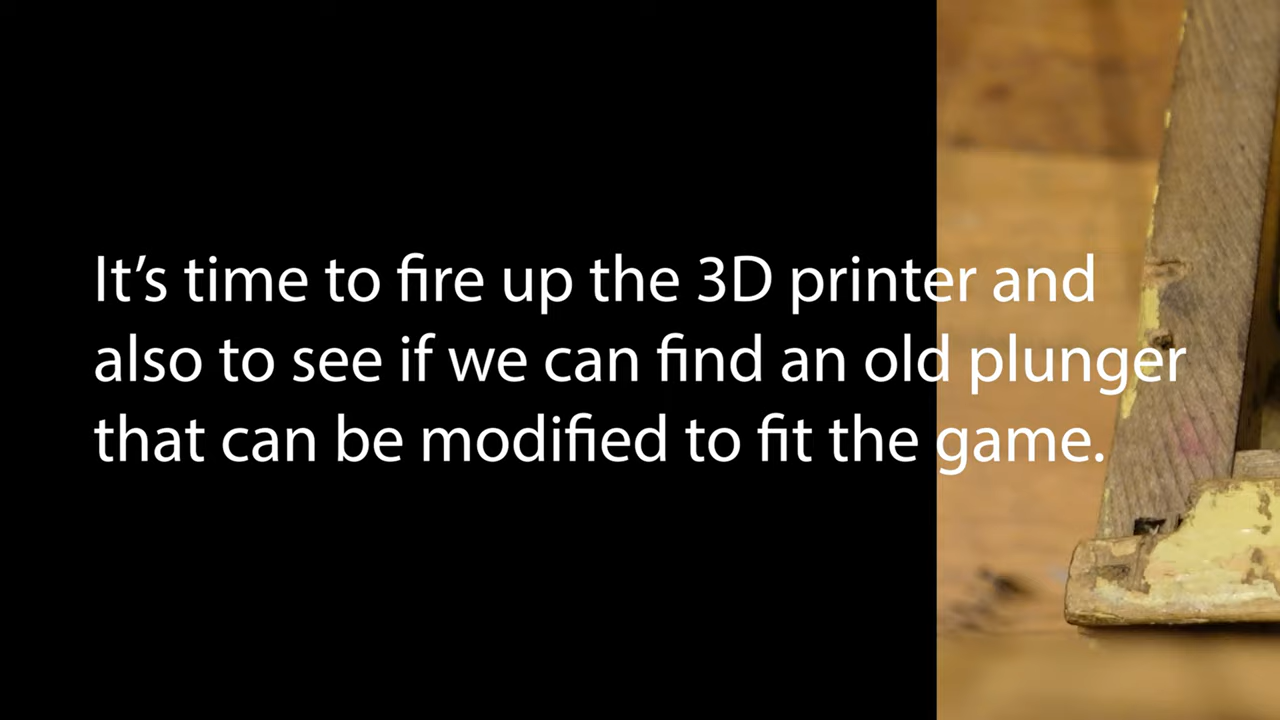 It’s time to fire up the 3D printer and
also to see if we can find an old plunger
that can be modified to fit the game.